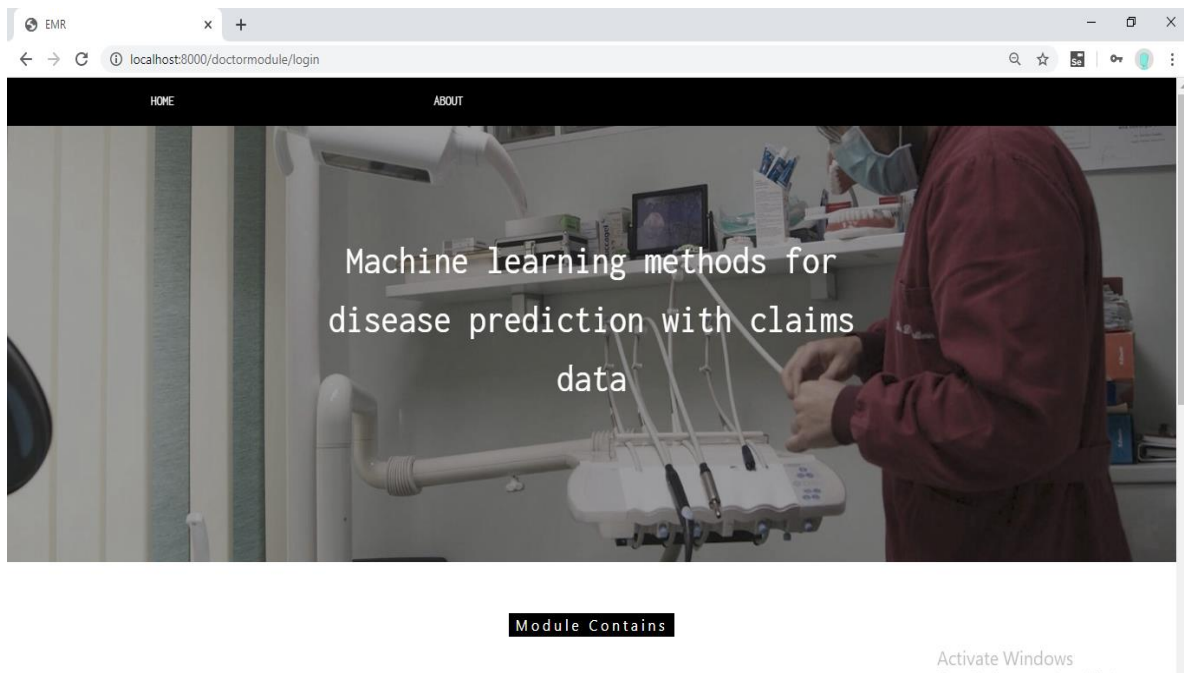 EMR
localhost:8000/doctormodule/login
Se
HOME
ABOUT
Machine learning methods for
disease prediction with claims
data
Module Contains
Activate Windows